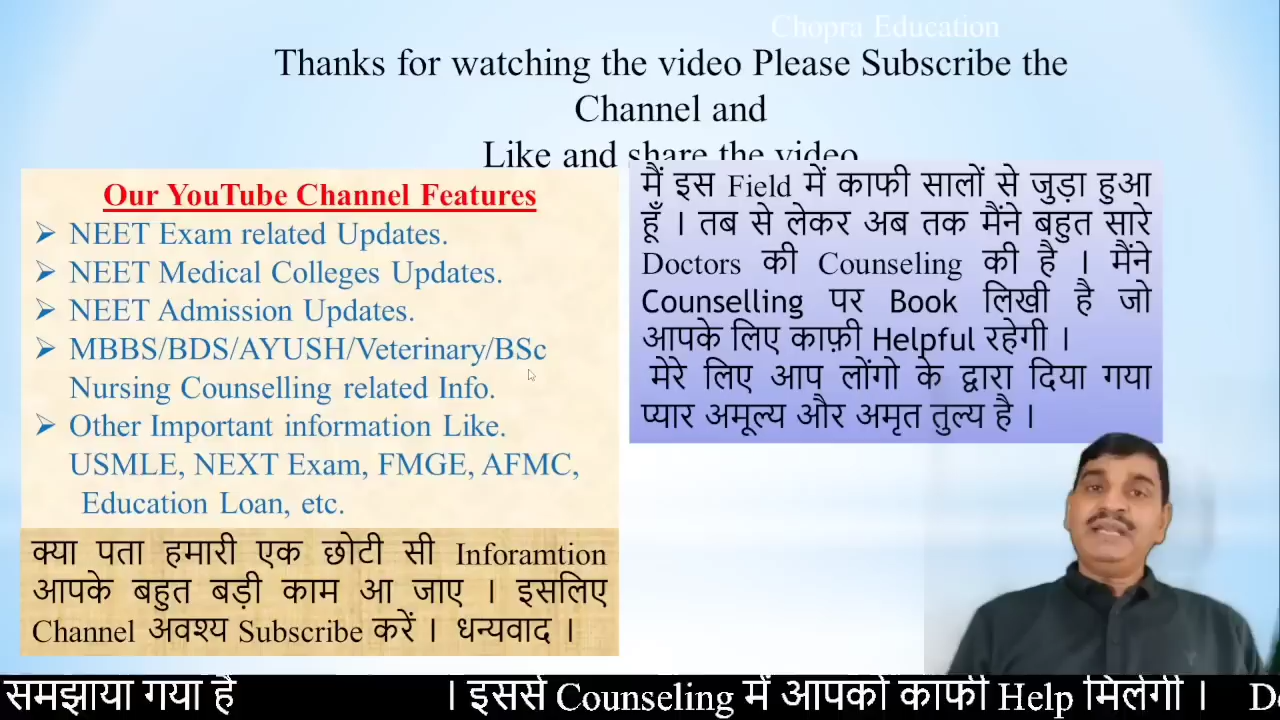 Chopra Education
Thanks for watching the video Please Subscribe the
Channel and
Like and share the video
Our YouTube Channel Features
➢ NEET Exam related Updates.
➢ NEET Medical Colleges Updates.
➢ NEET Admission Updates.
➢ MBBS/BDS/AYUSH/Veterinary/BSc
Nursing Counselling related Info.
➢ Other Important information Like.
USMLE, NEXT Exam, FMGE, AFMC,
Education Loan, etc.
क्या पता हमारी एक छोटी सी Inforamtion
आपके बहुत बड़ी काम आ जाए । इसलिए
Channel अवश्य Subscribe करें । धन्यवाद ।
मैं इस Field में काफी सालों से जुड़ा हुआ
हूँ । तब से लेकर अब तक मैंने बहुत सारे
Doctors की Counseling की है । मैंने
Counselling पर Book लिखी है जो
आपके लिए काफ़ी Helpful रहेगी ।
मेरे लिए आप लोंगो के द्वारा दिया गया
प्यार अमूल्य और अमृत तुल्य है ।
समझाया गया है । इससे Counseling में आपको काफी Help मिलेगी ।